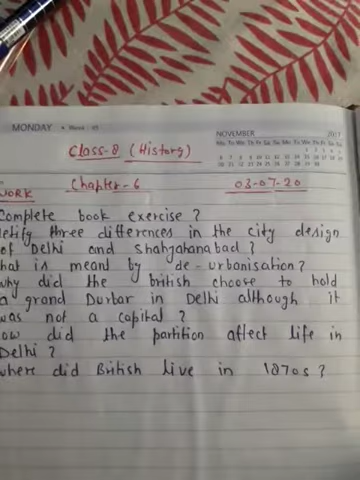 MONDAY
NOVEMBER 2017
Class-8 (History)
Chapter-6 03-07-20
WORK
Complete book exercise ?
three differences in the city design
of Delhi and Shahjahanabad ?
hat is meant by de-urbanisation ?
why did the british choose to hold
a grand Durbar in Delhi although it
was not a capital ?
ow did the partition affect life in
Delhi ?
where did British live in 1870s ?